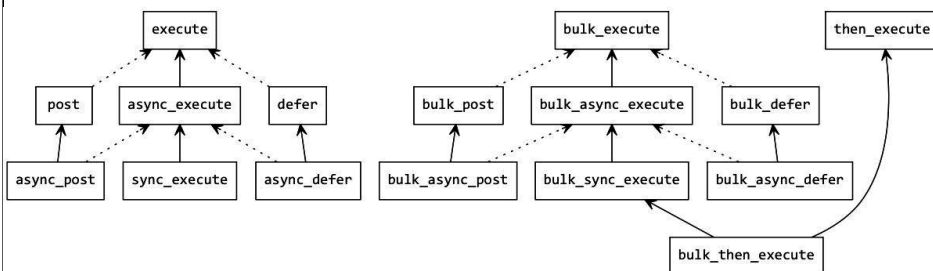 execute
bulk_execute
then_execute
post
async_execute
defer
bulk_post
bulk_async_execute
bulk_defer
async_post
sync_execute
async_defer
bulk_async_post
bulk_sync_execute
bulk_async_defer
bulk_then_execute